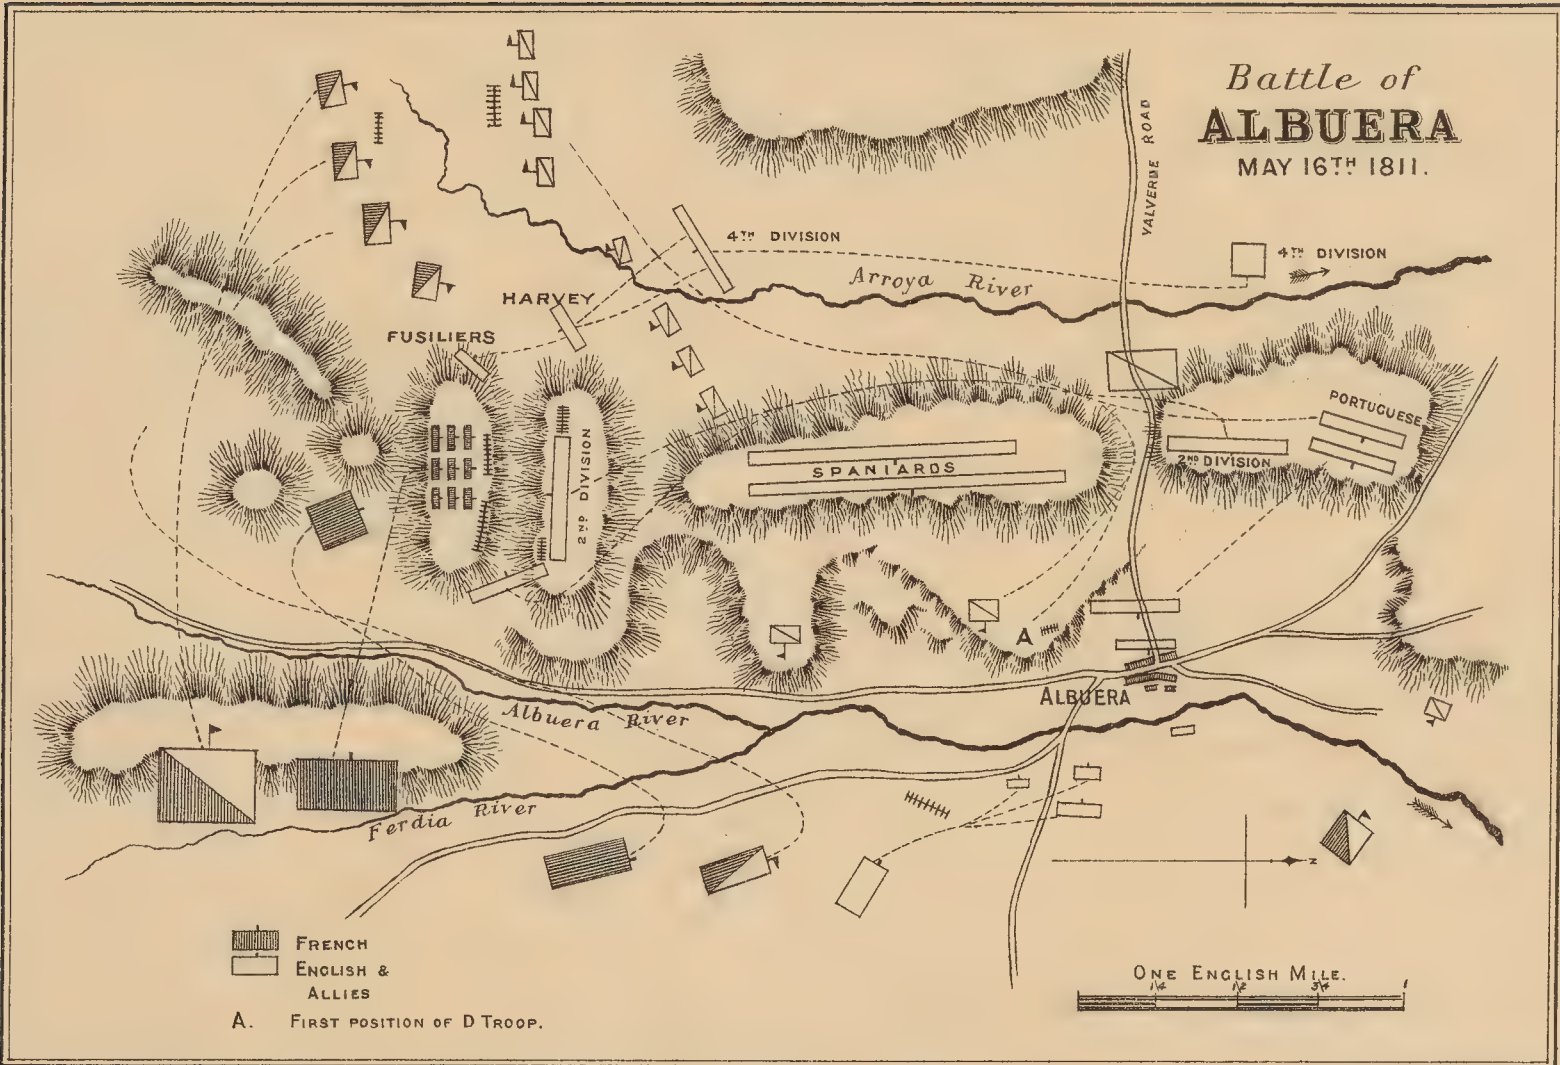 Battle of
ALBUERA
MAY 16TH 1811.
VALVERDE ROAD
4TH DIVISION
4TH DIVISION
Arroya River
HARVEY
FUSILIERS
PORTUGUESE
2ND DIVISION
SPANIARDS
2ND DIVISION
A
ALBUERA
Albuera River
Ferdia River
Z
FRENCH
ENGLISH &
ALLIES
A. FIRST POSITION OF D TROOP.
ONE ENGLISH MILE.
1/4 1/2 3/4 1